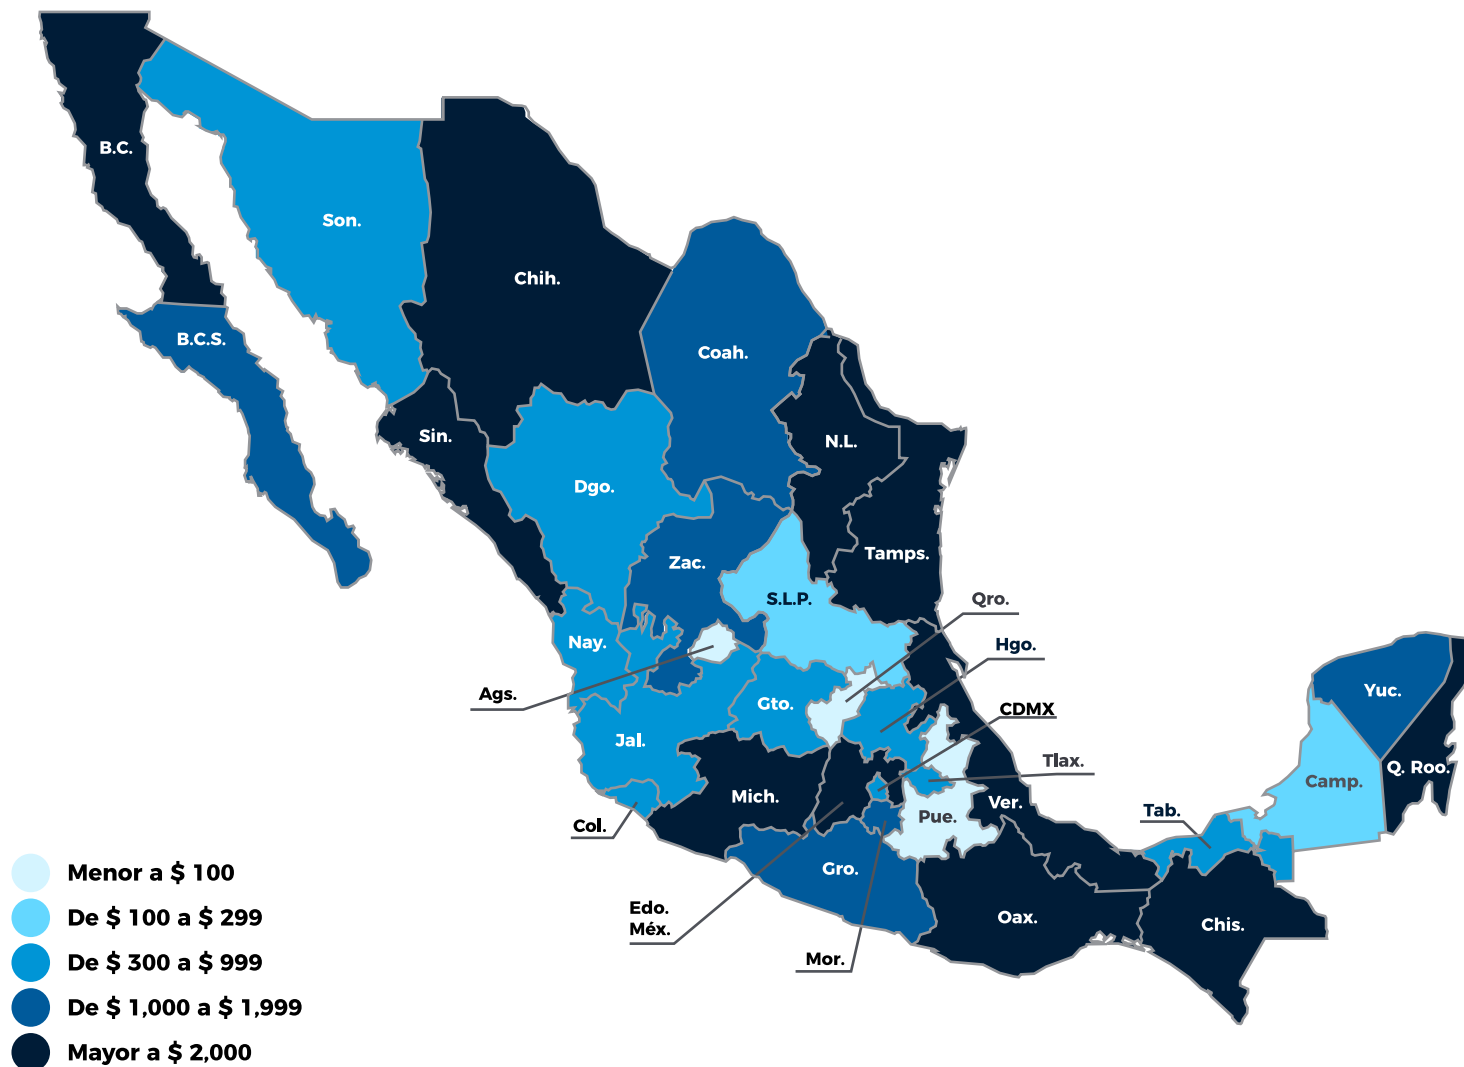 B.C.
Son.
Chih.
B.C.S.
Coah.
Sin.
N.L.
Dgo.
Tamps.
Zac.
S.L.P.
Qro.
Nay.
Hgo.
Ags.
Gto.
CDMX
Yuc.
Jal.
Tlax.
Q. Roo.
Camp.
Mich.
Ver.
Tab.
Pue.
Col.
Gro.
Edo.
Méx.
Oax.
Chis.
Mor.
Menor a $ 100
De $ 100 a $ 299
De $ 300 a $ 999
De $ 1,000 a $ 1,999
Mayor a $ 2,000